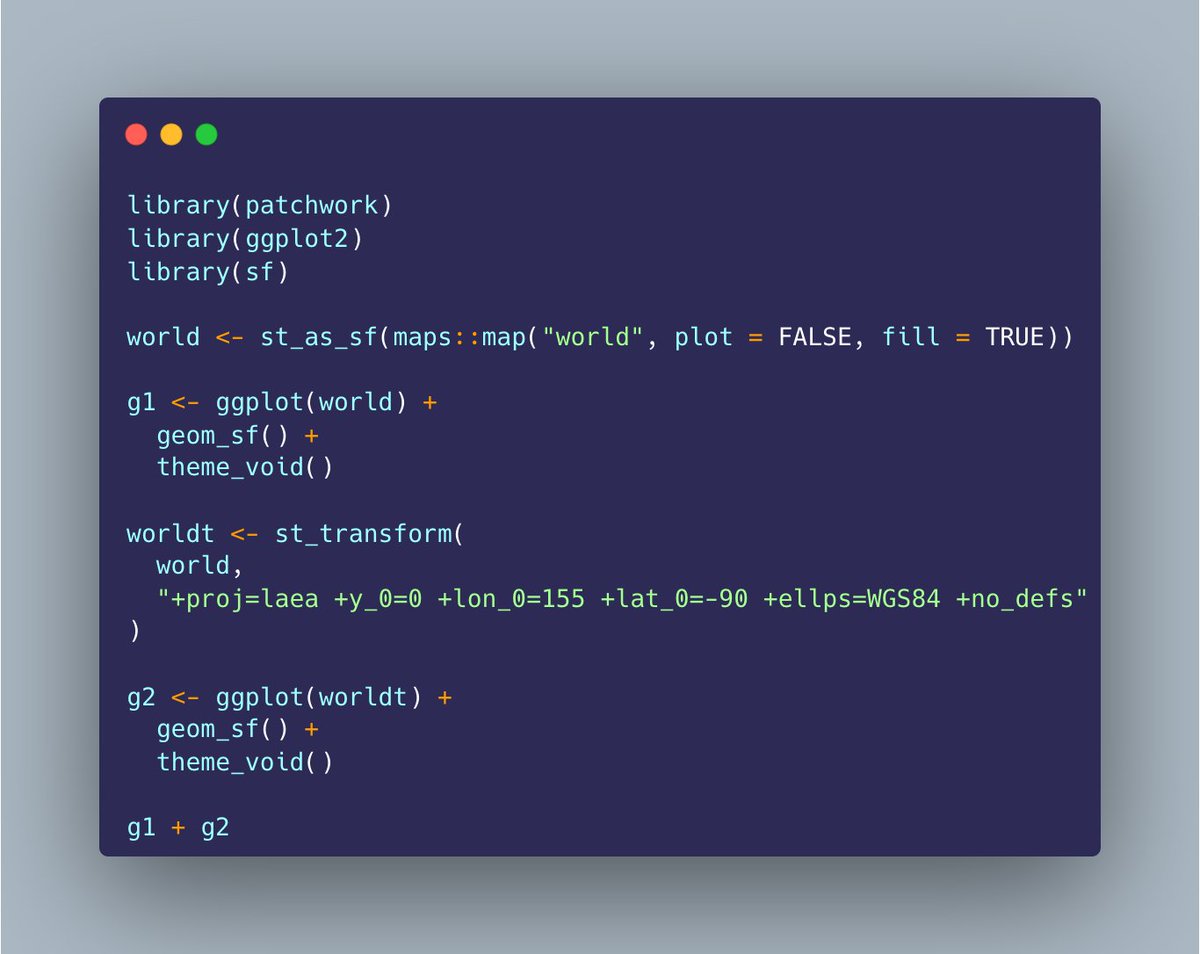 library(patchwork)
library(ggplot2)
library(sf)
world <- st_as_sf(maps::map("world", plot = FALSE, fill = TRUE))
g1 <- ggplot(world) +
  geom_sf() +
  theme_void()
worldt <- st_transform(
  world,
  "+proj=laea +y_0=0 +lon_0=155 +lat_0=-90 +ellps=WGS84 +no_defs"
)
g2 <- ggplot(worldt) +
  geom_sf() +
  theme_void()
g1 + g2